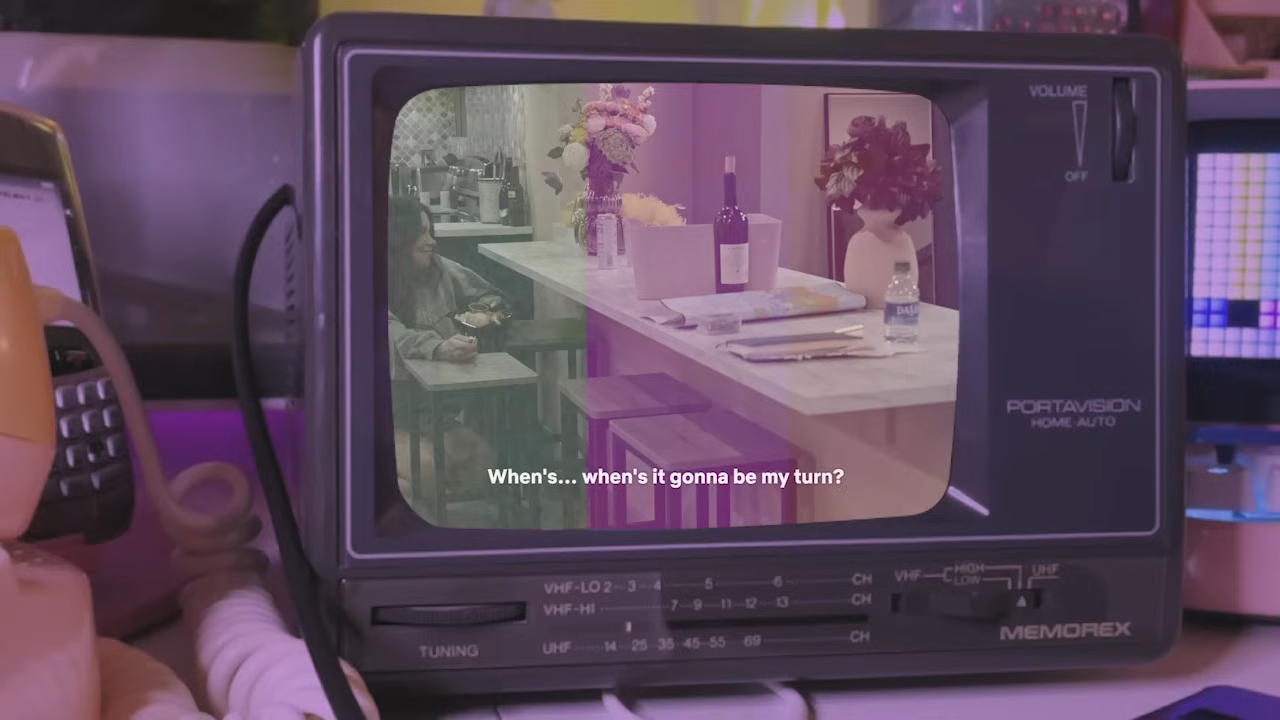 VOLUME
OFF
When's... when's it gonna be my turn?
PORTAVISION
HOME/AUTO
VHF-LO 2 3 4 5 6 CH
VHF-HI 7 9 11 12 13 CH
UHF 14 25 35 45 55 69 CH
TUNING
VHF HIGH LOW UHF
MEMOREX